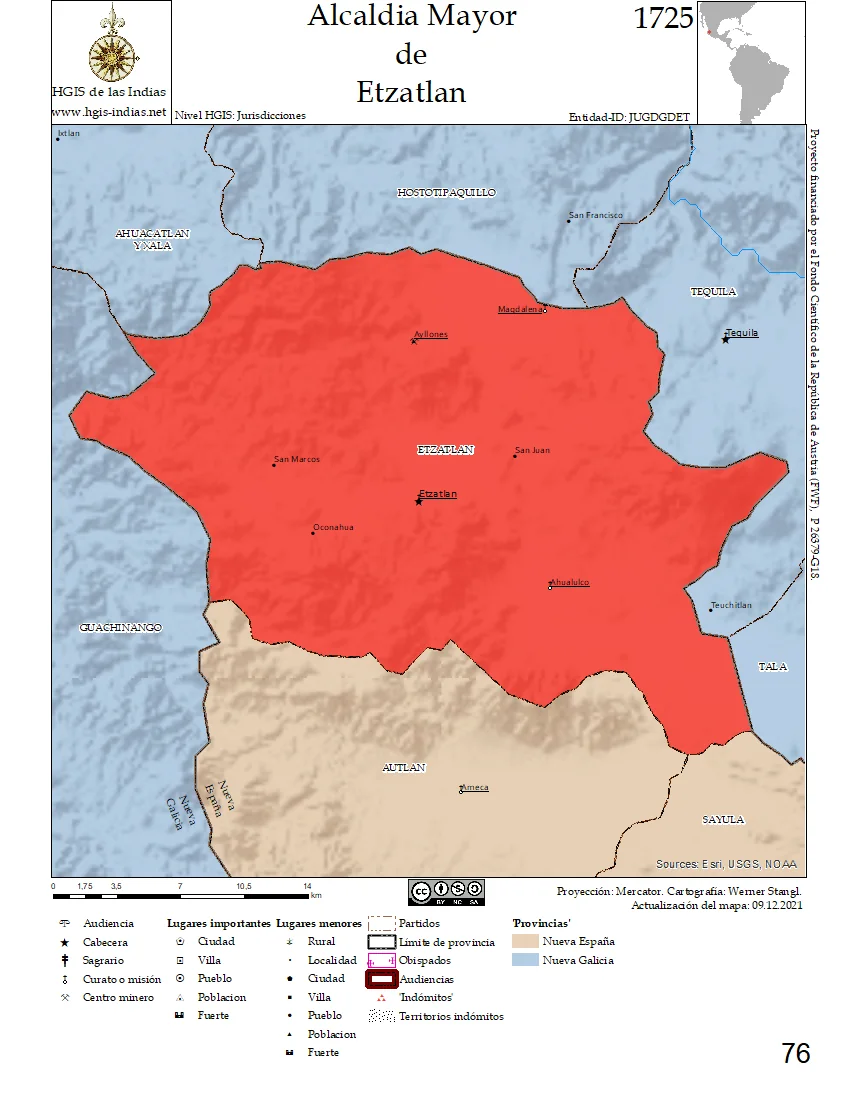 Alcaldia Mayor
de
Etzatlan
1725
HGIS de las Indias
www.hgis-indias.net
Nivel HGIS: Jurisdicciones
Entidad-ID: JUGDGDET
Ixtlan
HOSTOTIPAQUILLO
San Francisco
AHUACATLAN
Y XALA
TEQUILA
Magdalena
Ayllones
Tequila
ETZATLAN
San Juan
San Marcos
Etzatlan
Oconahua
Ahualulco
Teuchitlan
GUACHINANGO
TALA
AUTLAN
Ameca
Nueva
Galicia
Nueva
España
SAYULA
Sources: Esri, USGS, NOAA
Proyecto financiado por el Fondo Científico de la República de Austria (FWF), P 26379-G18.
0 1,75 3,5 7 10,5 14
km
CC BY NC SA
Proyección: Mercator. Cartografía: Werner Stangl.
Actualización del mapa: 09.12.2021
Audiencia
Cabecera
Sagrario
Curato o misión
Centro minero
Lugares importantes
Ciudad
Villa
Pueblo
Poblacion
Fuerte
Lugares menores
Rural
Localidad
Ciudad
Villa
Pueblo
Poblacion
Fuerte
Partidos
Límite de provincia
Obispados
Audiencias
'Indómitos'
Territorios indómitos
'Provincias'
Nueva España
Nueva Galicia
76